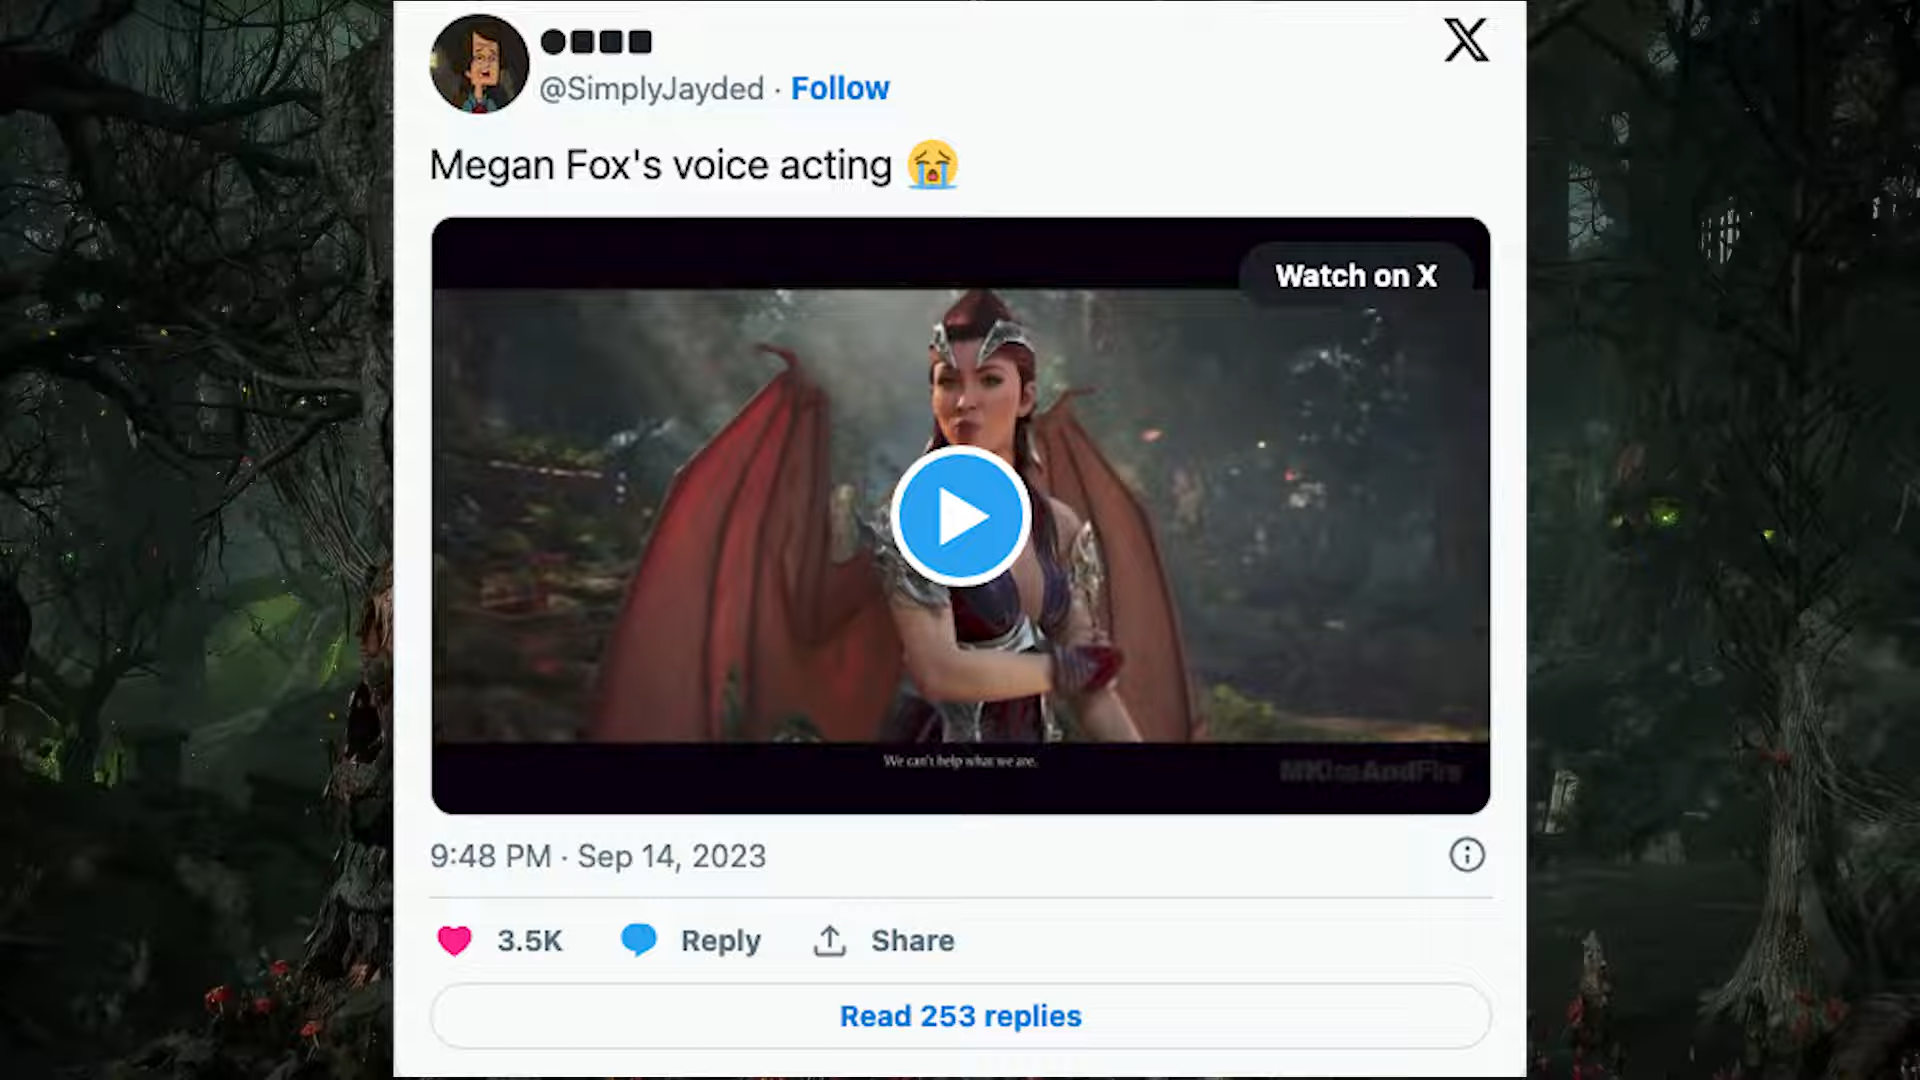 @SimplyJayded · Follow
Megan Fox's voice acting 😭
Watch on X
We can't help what we are.
MKIceAndFire
9:48 PM · Sep 14, 2023
3.5K Reply Share
Read 253 replies